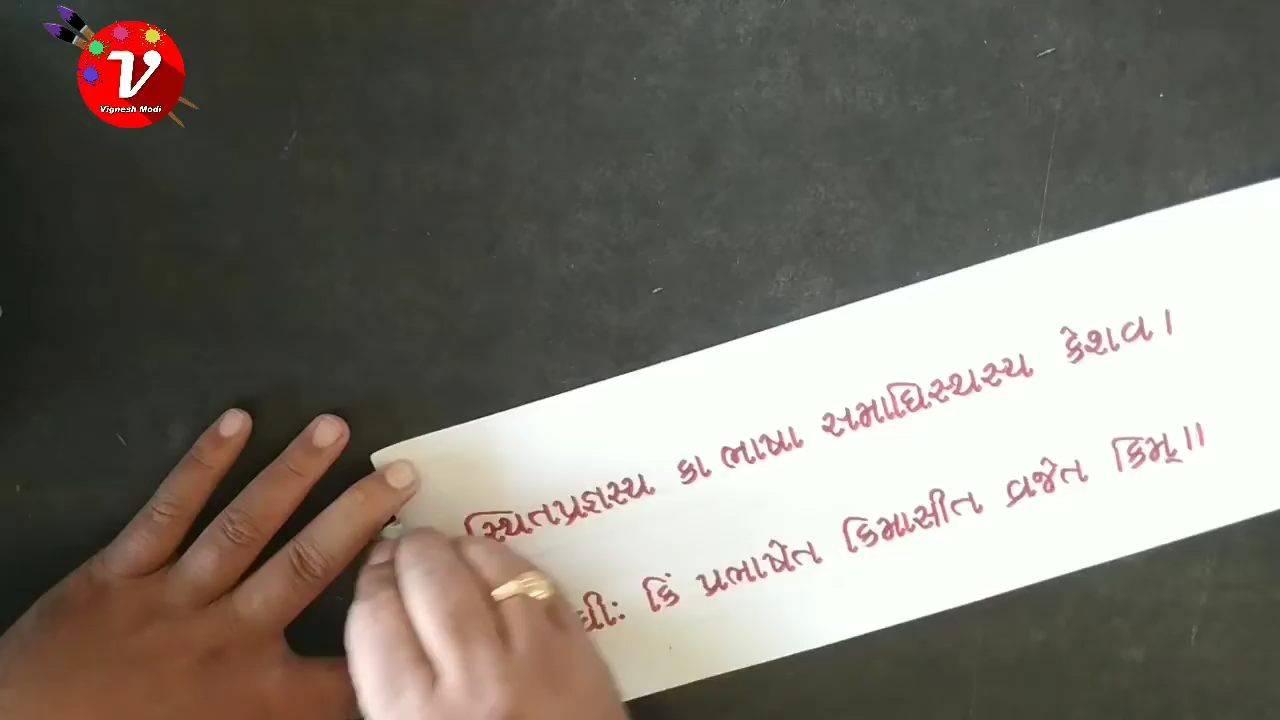 V
Vignesh Modi
સ્થિતપ્રજ્ઞસ્ય કા ભાષા સમાધિસ્થસ્ય કેશવ।
ધીઃ કિં પ્રભાષેત કિમાસીત વ્રજેત કિમ્॥